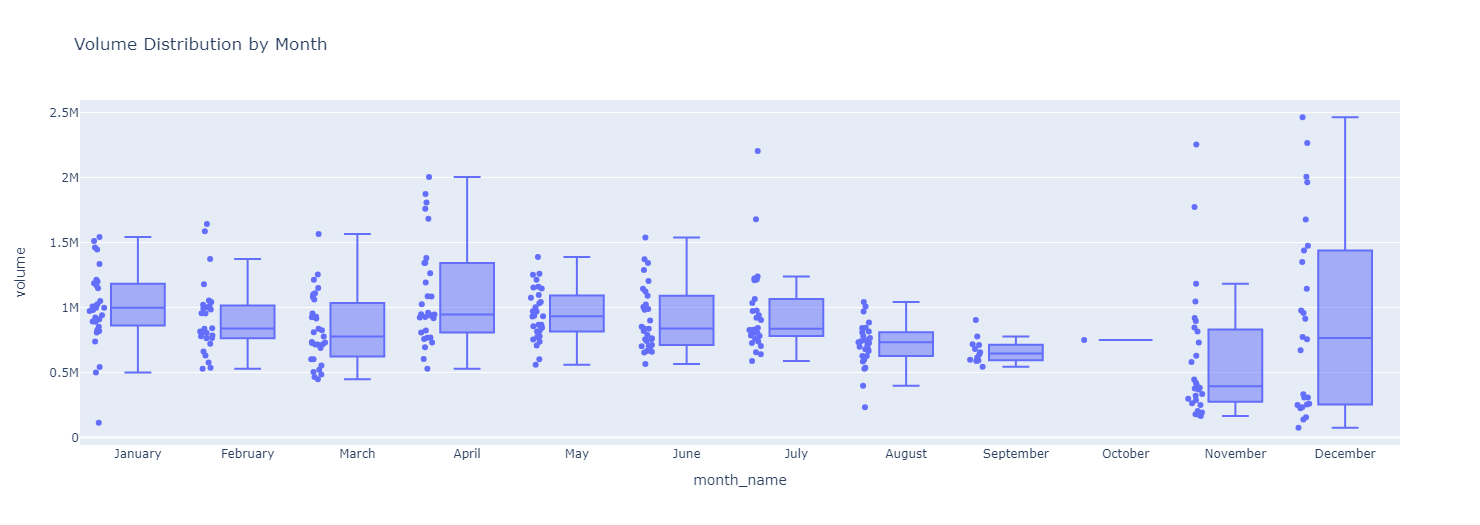 Volume Distribution by Month
2.5M
2M
1.5M
1M
0.5M
0
volume
January February March April May June July August September October November December
month_name